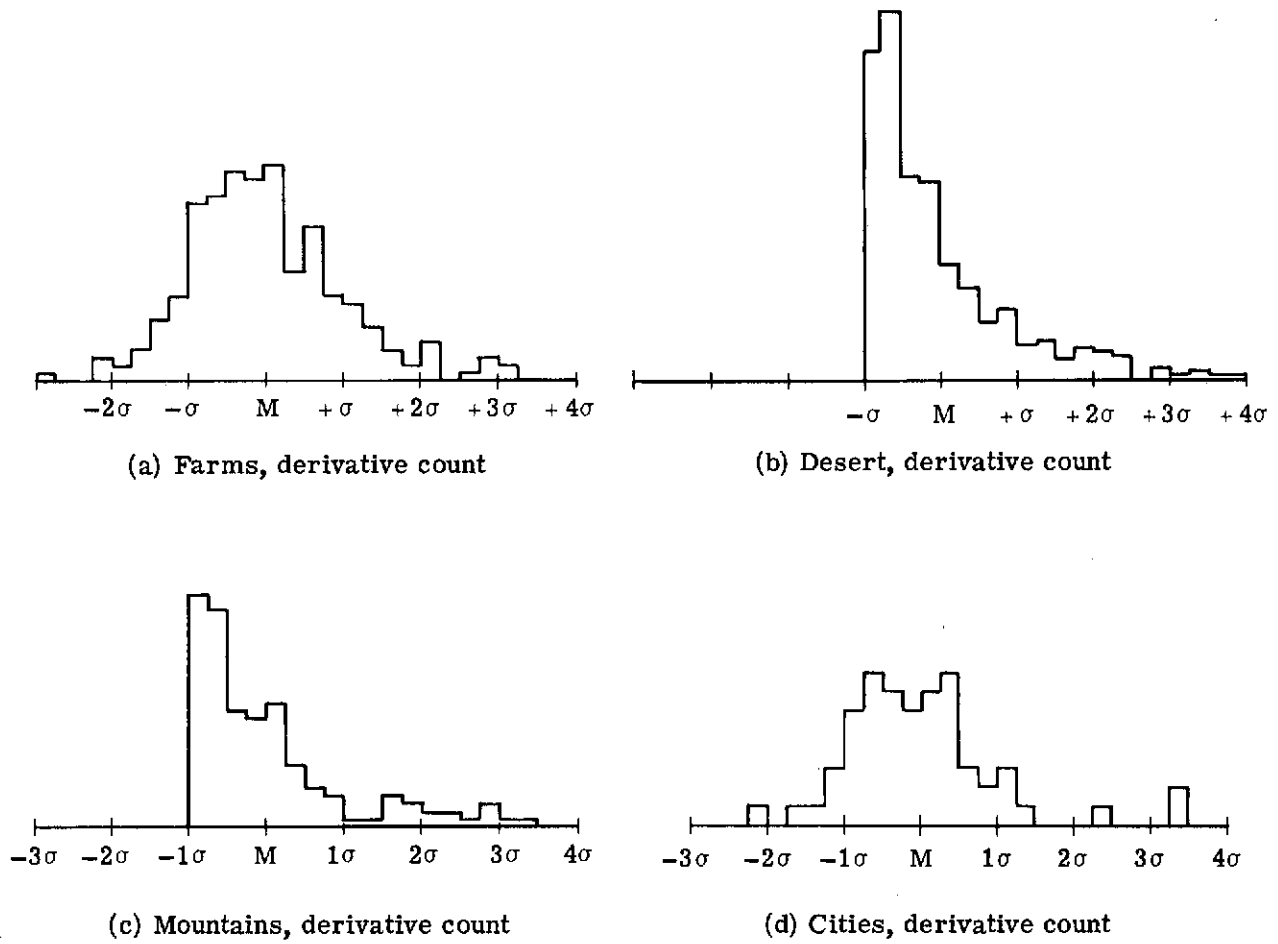 −2σ −σ M +σ +2σ +3σ +4σ
(a) Farms, derivative count
−σ M +σ +2σ +3σ +4σ
(b) Desert, derivative count
−3σ −2σ −1σ M 1σ 2σ 3σ 4σ
(c) Mountains, derivative count
−3σ −2σ −1σ M 1σ 2σ 3σ 4σ
(d) Cities, derivative count